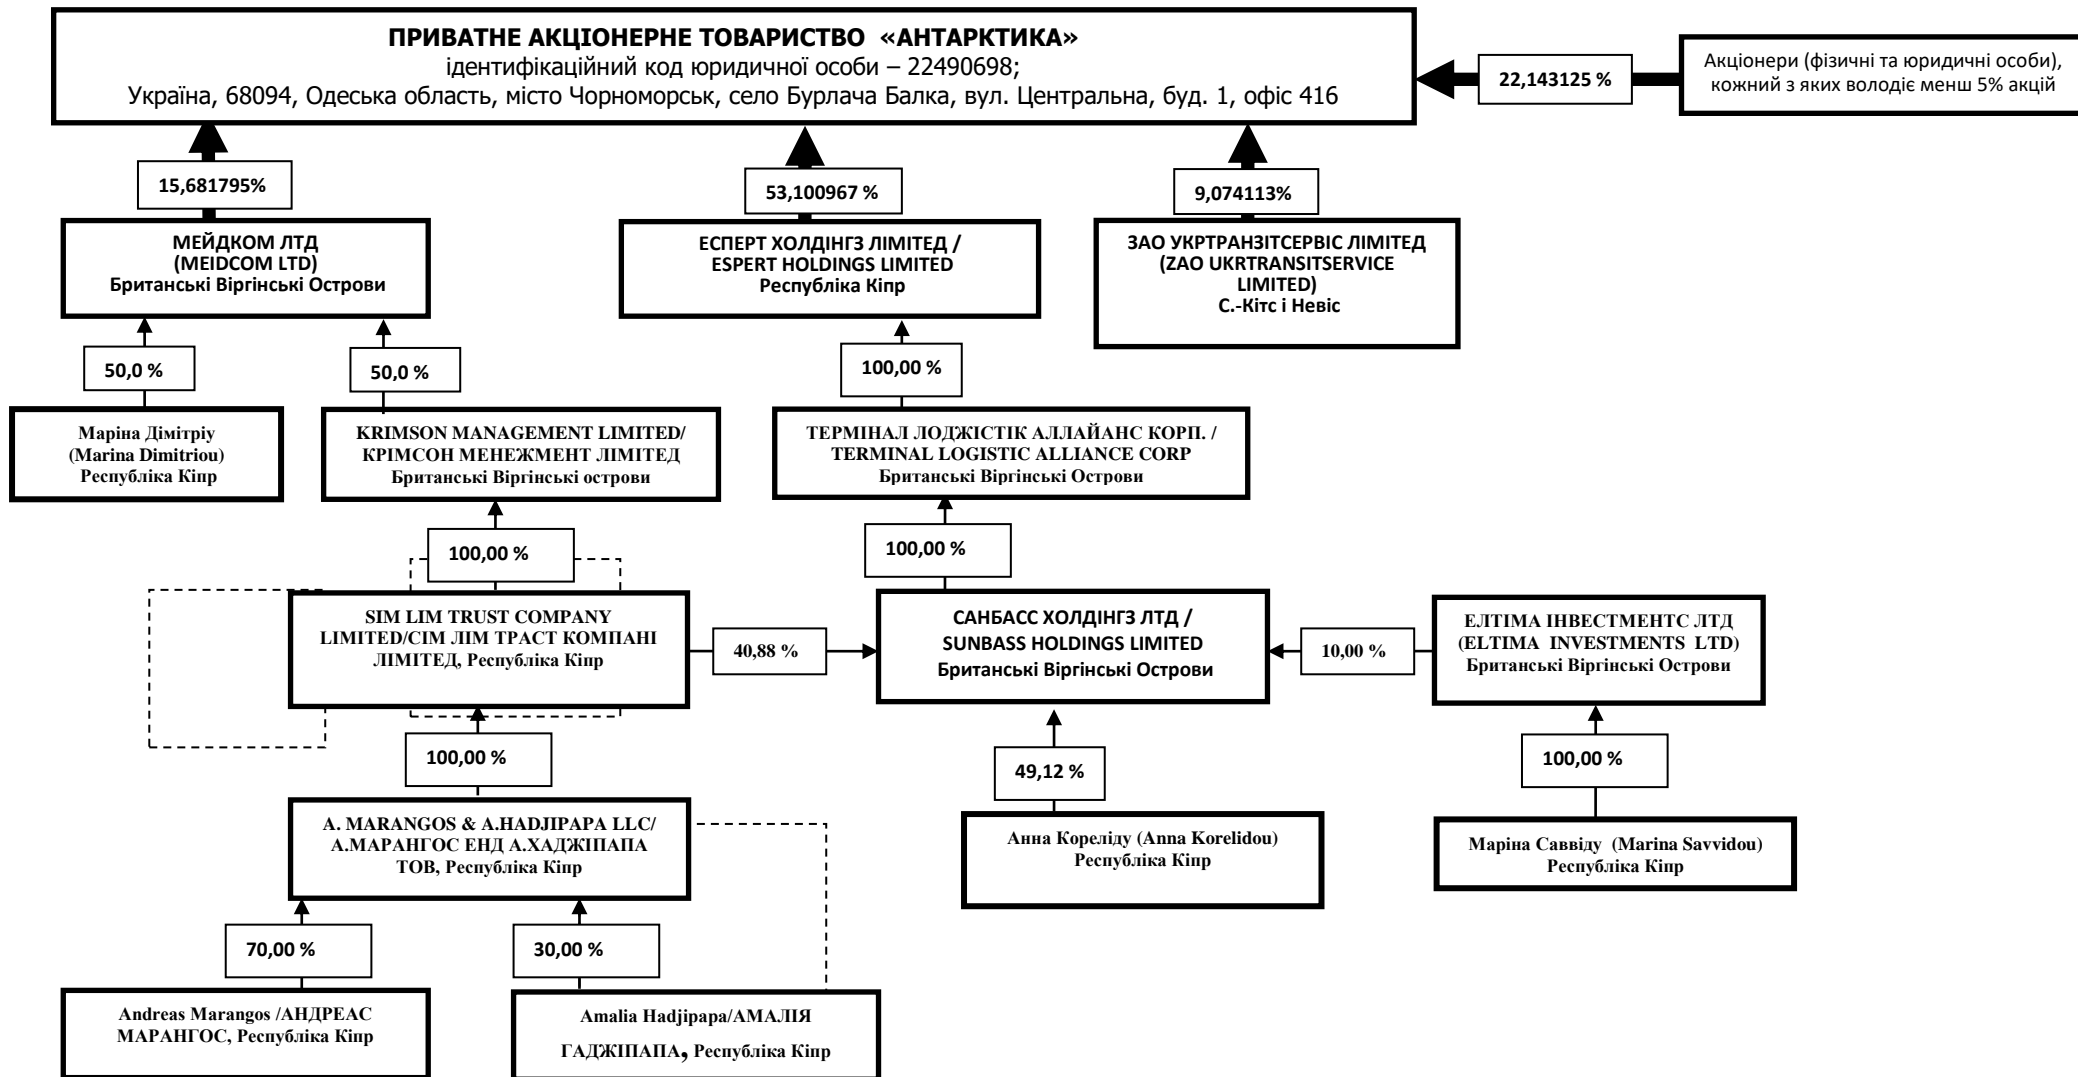 ПРИВАТНЕ АКЦІОНЕРНЕ ТОВАРИСТВО «АНТАРКТИКА»
ідентифікаційний код юридичної особи – 22490698;
Україна, 68094, Одеська область, місто Чорноморськ, село Бурлача Балка, вул. Центральна, буд. 1, офіс 416
22,143125 %
Акціонери (фізичні та юридичні особи),
кожний з яких володіє менш 5% акцій
15,681795%
53,100967 %
9,074113%
МЕЙДКОМ ЛТД
(MEIDCOM LTD)
Британські Віргінські Острови
ЕСПЕРТ ХОЛДІНГЗ ЛІМІТЕД /
ESPERT HOLDINGS LIMITED
Республіка Кіпр
ЗАО УКРТРАНЗІТСЕРВІС ЛІМІТЕД
(ZAO UKRTRANSITSERVICE
LIMITED)
С.-Кітс і Невіс
50,0 %
50,0 %
100,00 %
Маріна Дімітріу
(Marina Dimitriou)
Республіка Кіпр
KRIMSON MANAGEMENT LIMITED/
КРІМСОН МЕНЕЖМЕНТ ЛІМІТЕД
Британські Віргінські острови
ТЕРМІНАЛ ЛОДЖІСТІК АЛЛАЙАНС КОРП. /
TERMINAL LOGISTIC ALLIANCE CORP
Британські Віргінські Острови
100,00 %
100,00 %
SIM LIM TRUST COMPANY
LIMITED/СІМ ЛІМ ТРАСТ КОМПАНІ
ЛІМІТЕД, Республіка Кіпр
40,88 %
САНБАСС ХОЛДІНГЗ ЛТД /
SUNBASS HOLDINGS LIMITED
Британські Віргінські Острови
10,00 %
ЕЛТІМА ІНВЕСТМЕНТС ЛТД
(ELTIMA INVESTMENTS LTD)
Британські Віргінські Острови
100,00 %
49,12 %
100,00 %
A. MARANGOS & A.HADJIPAPA LLC/
А.МАРАНГОС ЕНД А.ХАДЖІПАПА
ТОВ, Республіка Кіпр
Анна Кореліду (Anna Korelidou)
Республіка Кіпр
Маріна Саввіду (Marina Savvidou)
Республіка Кіпр
70,00 %
30,00 %
Andreas Marangos /АНДРЕАС
МАРАНГОС, Республіка Кіпр
Amalia Hadjipapa/АМАЛІЯ
ГАДЖІПАПА, Республіка Кіпр